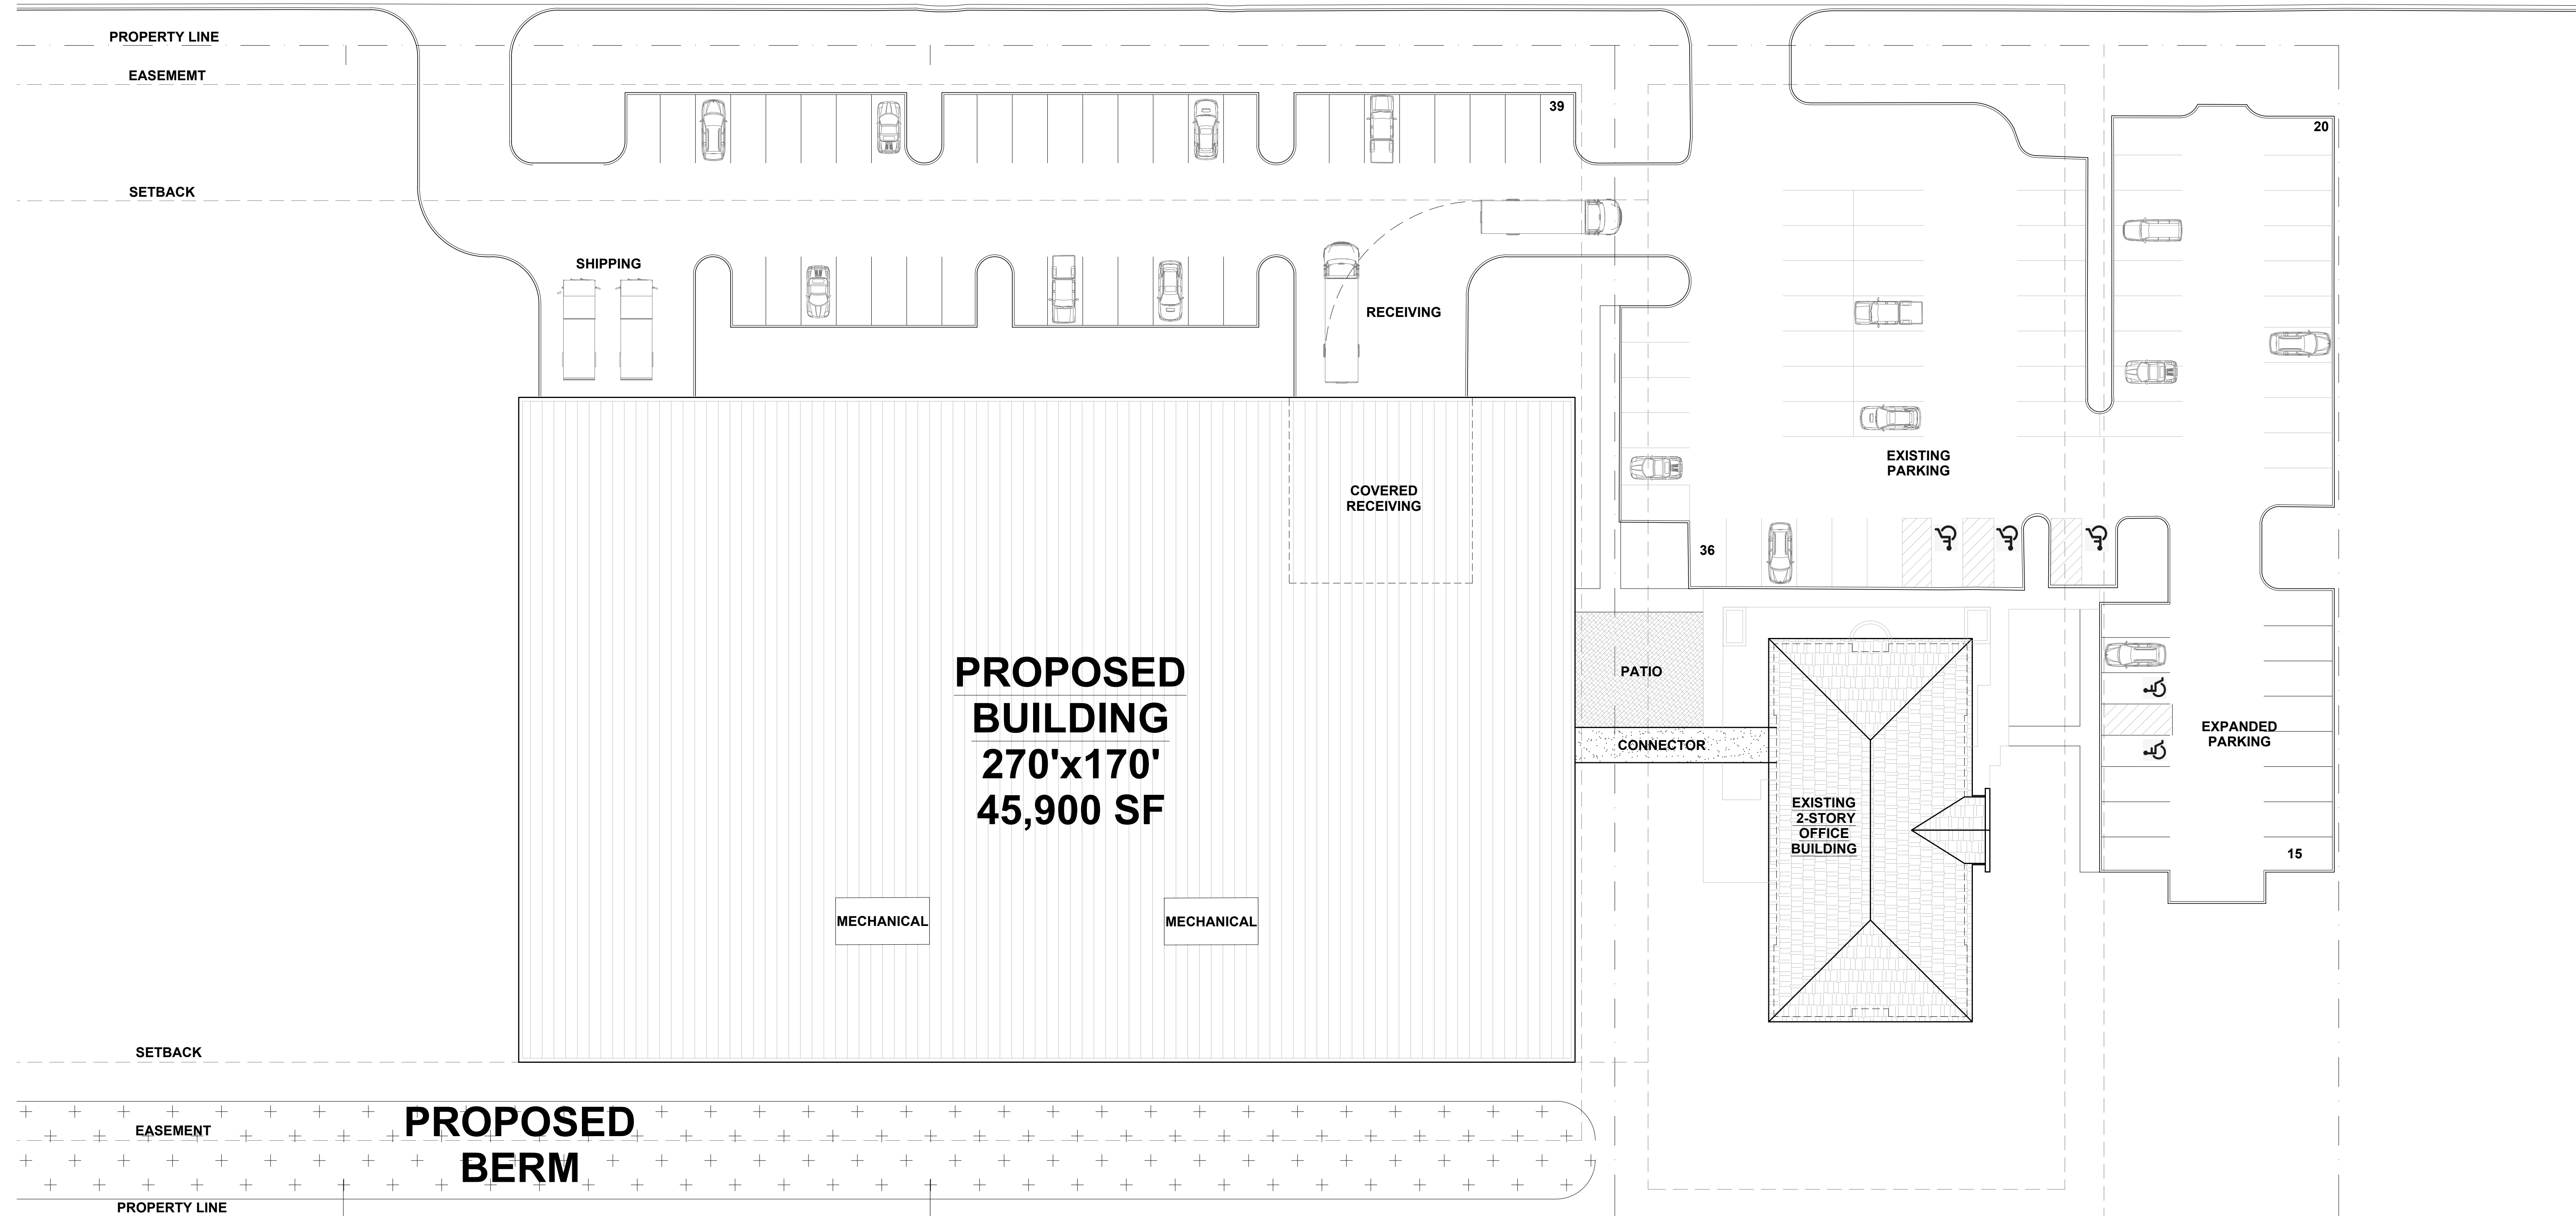 PROPERTY LINE
EASEMEMT
39
20
SETBACK
SHIPPING
RECEIVING
EXISTING
PARKING
COVERED
RECEIVING
36
PROPOSED
BUILDING
270'x170'
45,900 SF
PATIO
CONNECTOR
EXPANDED
PARKING
EXISTING
2-STORY
OFFICE
BUILDING
15
MECHANICAL
MECHANICAL
SETBACK
PROPOSED
BERM
EASEMENT
PROPERTY LINE